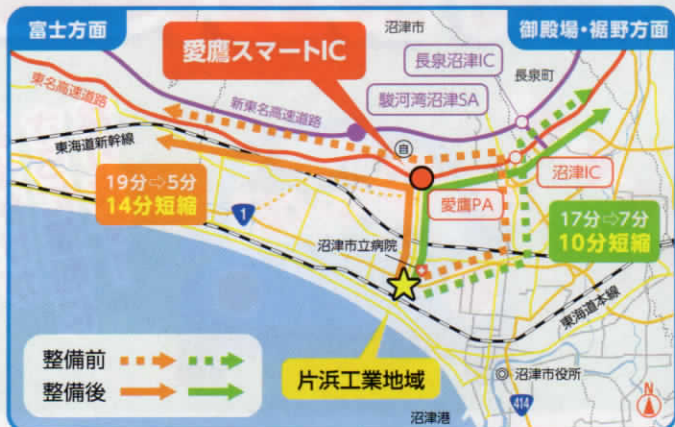 富士方面
沼津市
御殿場・裾野方面
愛鷹スマートIC
長泉沼津IC
長泉町
駿河湾沼津SA
東名高速道路
新東名高速道路
東海道新幹線
自
沼津IC
19分⇨5分
14分短縮
1
愛鷹PA
17分⇨7分
10分短縮
沼津市立病院
東海道本線
整備前
整備後
片浜工業地域
沼津市役所
414
沼津港
N